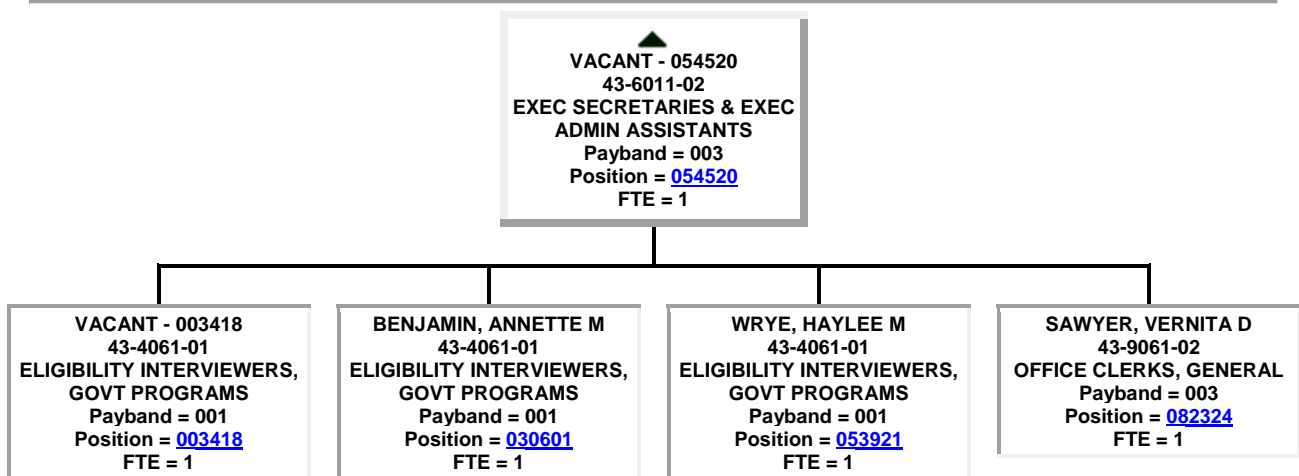 VACANT - 054520
43-6011-02
EXEC SECRETARIES & EXEC
ADMIN ASSISTANTS
Payband = 003
Position = 054520
FTE = 1
VACANT - 003418
43-4061-01
ELIGIBILITY INTERVIEWERS,
GOVT PROGRAMS
Payband = 001
Position = 003418
FTE = 1
BENJAMIN, ANNETTE M
43-4061-01
ELIGIBILITY INTERVIEWERS,
GOVT PROGRAMS
Payband = 001
Position = 030601
FTE = 1
WRYE, HAYLEE M
43-4061-01
ELIGIBILITY INTERVIEWERS,
GOVT PROGRAMS
Payband = 001
Position = 053921
FTE = 1
SAWYER, VERNITA D
43-9061-02
OFFICE CLERKS, GENERAL
Payband = 003
Position = 082324
FTE = 1